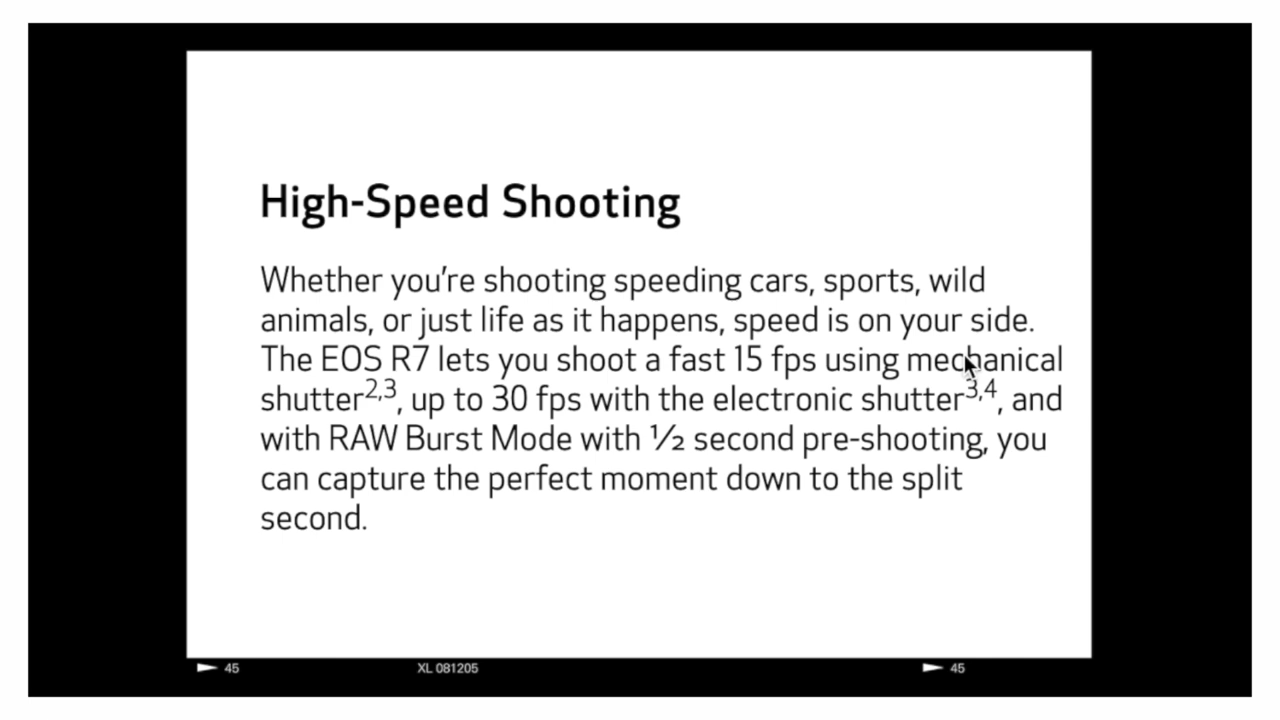 High-Speed Shooting
Whether you're shooting speeding cars, sports, wild
animals, or just life as it happens, speed is on your side.
The EOS R7 lets you shoot a fast 15 fps using mechanical
shutter2,3, up to 30 fps with the electronic shutter3,4, and
with RAW Burst Mode with ½ second pre-shooting, you
can capture the perfect moment down to the split
second.
45 XL 081205 45